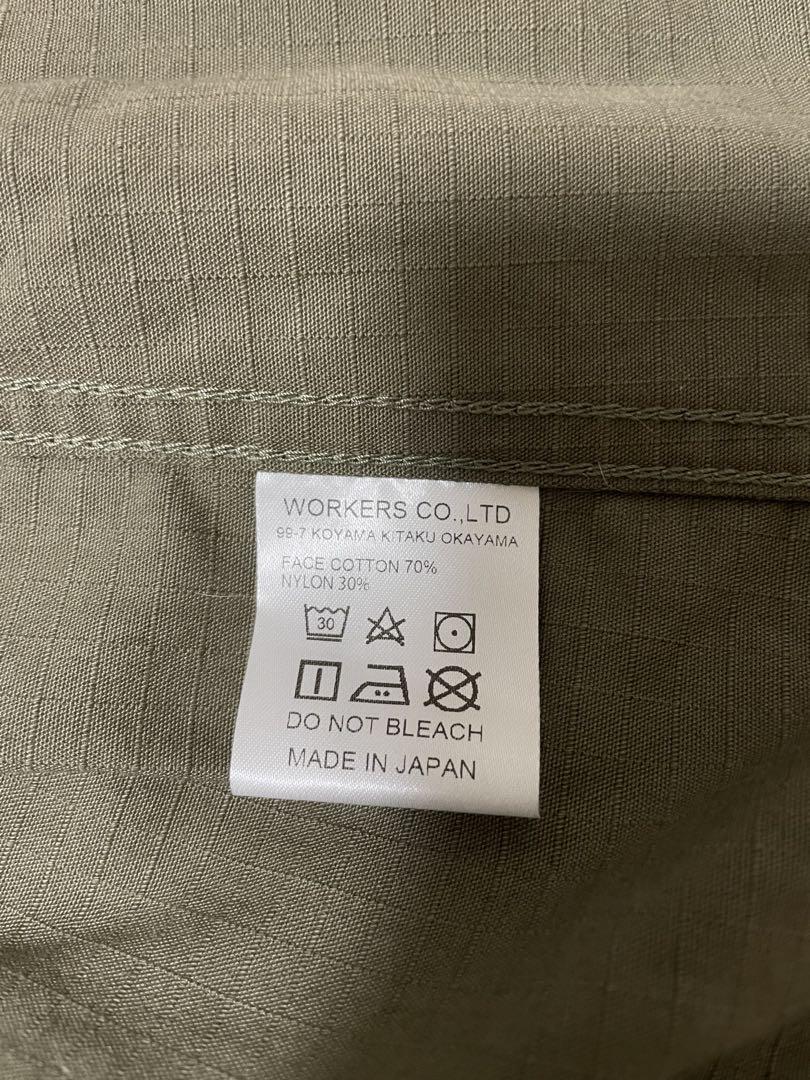 WORKERS CO.,LTD
99-7 KOYAMA KITAKU OKAYAMA
FACE COTTON 70%
NYLON 30%
30
DO NOT BLEACH
MADE IN JAPAN